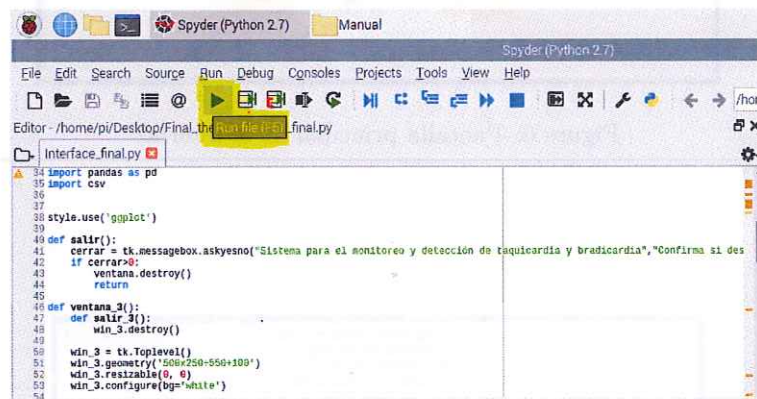 Spyder (Python 2.7) Manual
Spyder (Python 2.7)
File Edit Search Source Run Debug Consoles Projects Tools View Help
/hor
Editor - /home/pi/Desktop/Final_the Run file (F5) _final.py
Interface_final.py
34 import pandas as pd
35 import csv
36
37
38 style.use('ggplot')
39
40 def salir():
41 cerrar = tk.messagebox.askyesno("Sistema para el monitoreo y detección de taquicardia y bradicardia","Confirma si des
42 if cerrar>0:
43 ventana.destroy()
44 return
45
46 def ventana_3():
47 def salir_3():
48 win_3.destroy()
49
50 win_3 = tk.Toplevel()
51 win_3.geometry('500x250+550+100')
52 win_3.resizable(0, 0)
53 win_3.configure(bg='white')
54